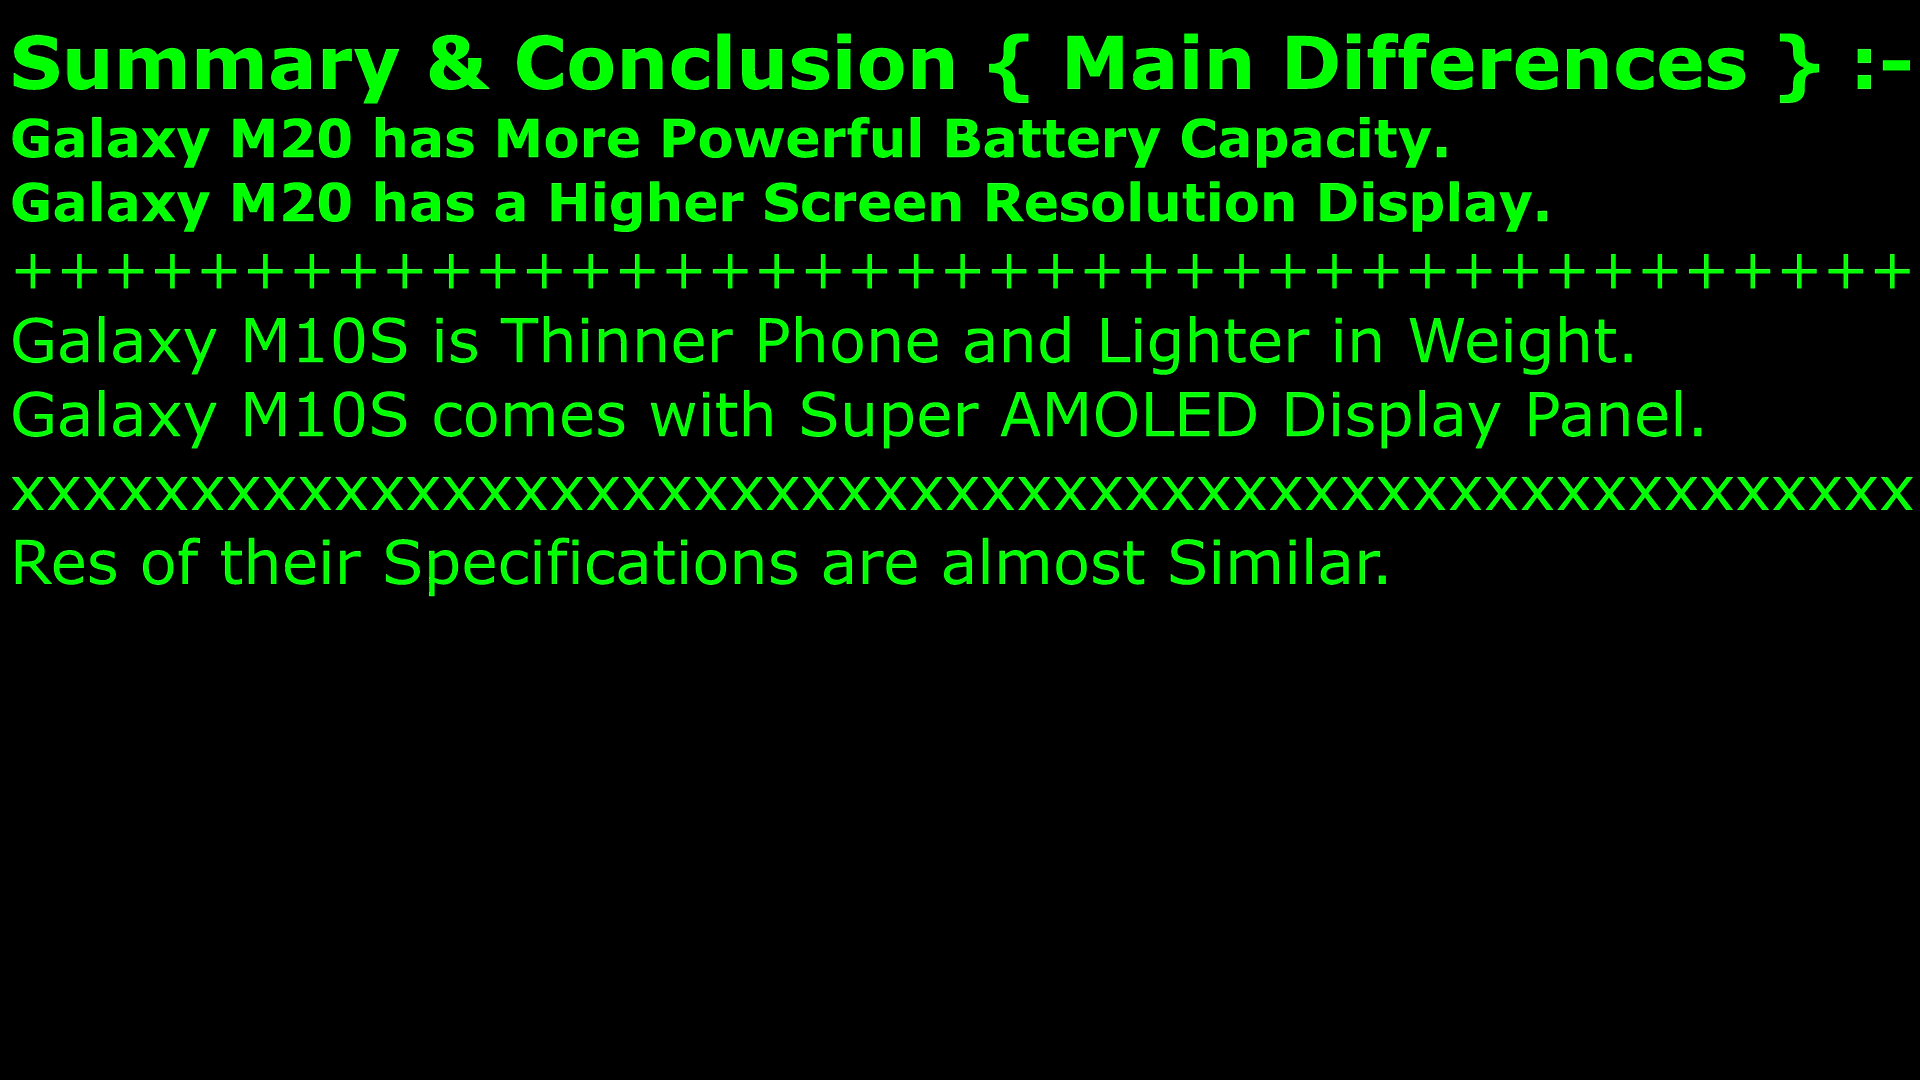 Summary & Conclusion { Main Differences } :-
Galaxy M20 has More Powerful Battery Capacity.
Galaxy M20 has a Higher Screen Resolution Display.
+++++++++++++++++++++++++++++++++++++++++
Galaxy M10S is Thinner Phone and Lighter in Weight.
Galaxy M10S comes with Super AMOLED Display Panel.
xxxxxxxxxxxxxxxxxxxxxxxxxxxxxxxxxxxxxxxxxxxxxxxxxxxxx
Res of their Specifications are almost Similar.